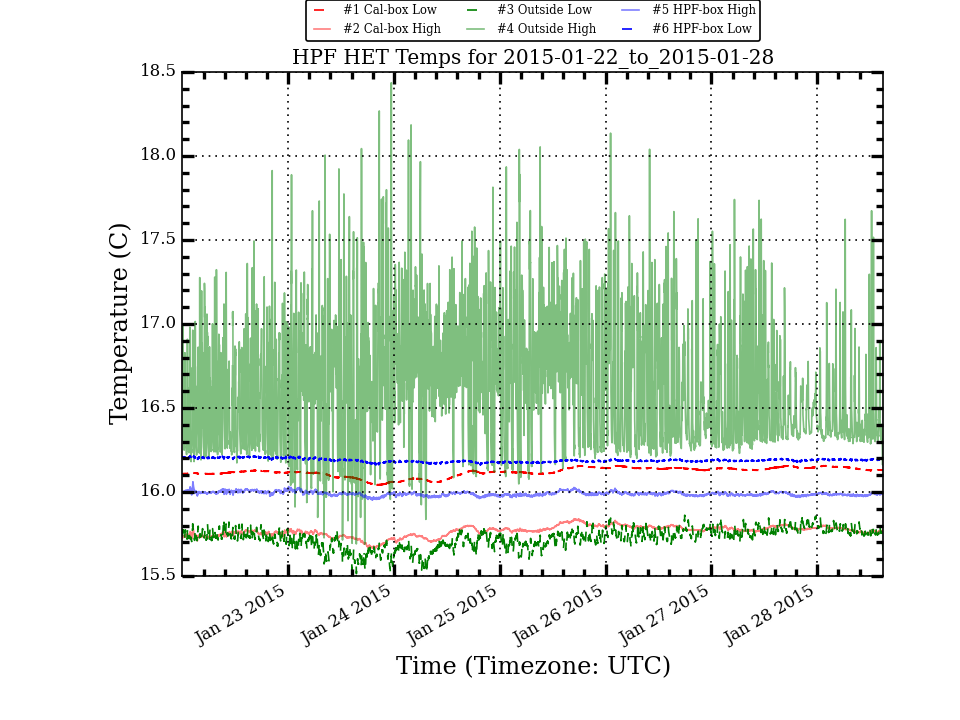 #1 Cal-box Low #3 Outside Low #5 HPF-box High
#2 Cal-box High #4 Outside High #6 HPF-box Low
HPF HET Temps for 2015-01-22_to_2015-01-28
18.5
18.0
17.5
17.0
16.5
16.0
15.5
Temperature (C)
Jan 23 2015
Jan 24 2015
Jan 25 2015
Jan 26 2015
Jan 27 2015
Jan 28 2015
Time (Timezone: UTC)